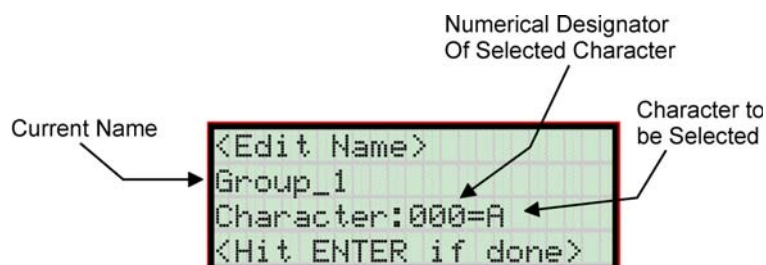 Numerical Designator
Of Selected Character
Character to
be Selected
Current Name
<Edit Name>
Group_1
Character:000=A
<Hit ENTER if done>